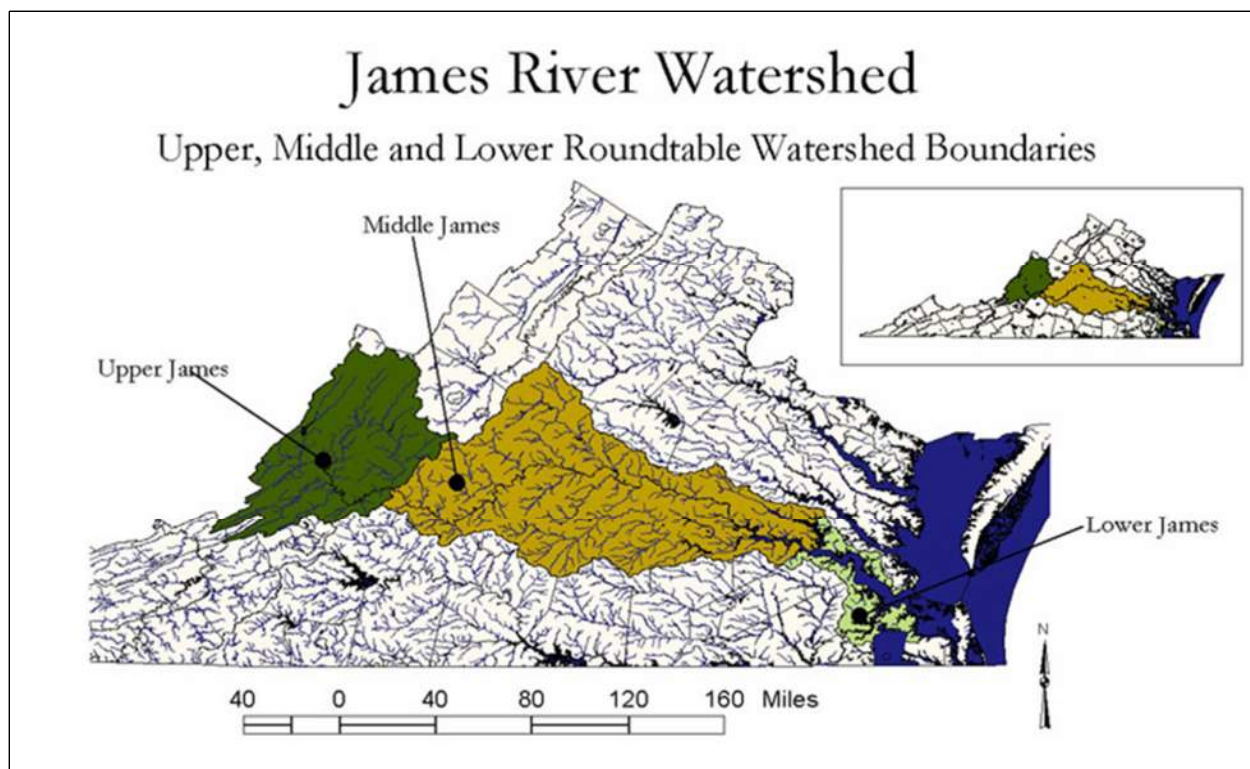 James River Watershed
Upper, Middle and Lower Roundtable Watershed Boundaries
Middle James
Upper James
Lower James
N
40 0 40 80 120 160 Miles